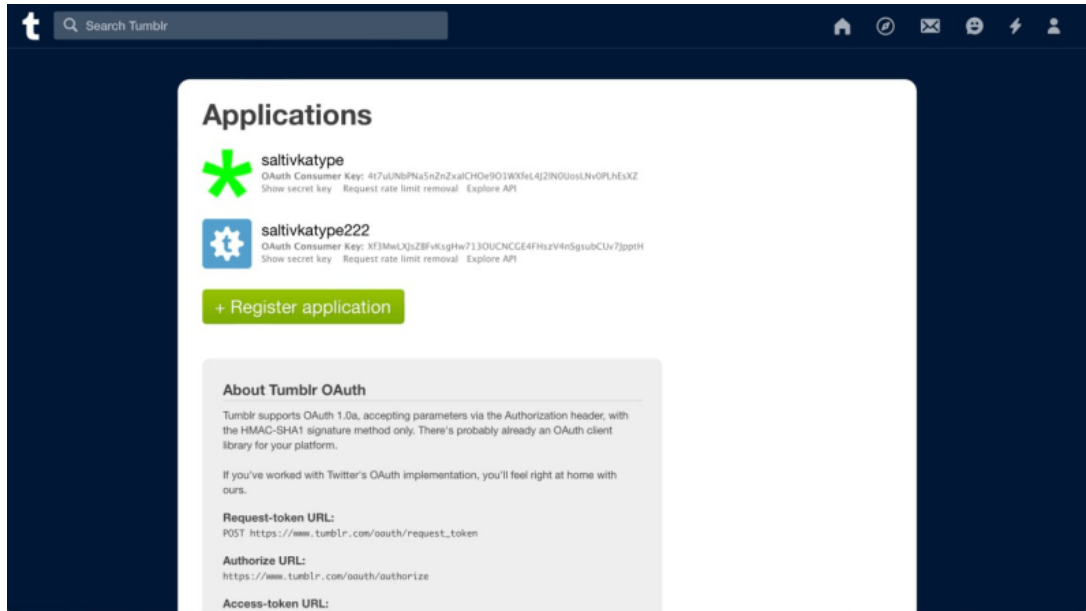 Search Tumblr
Applications
saltivkatype
OAuth Consumer Key:
Show secret key Request rate limit removal Explore API
saltivkatype222
OAuth Consumer Key:
Show secret key Request rate limit removal Explore API
+ Register application
About Tumblr OAuth
Tumblr supports OAuth 1.0a, accepting parameters via the Authorization header, with
the HMAC-SHA1 signature method only. There's probably already an OAuth client
library for your platform.
If you've worked with Twitter's OAuth implementation, you'll feel right at home with
ours.
Request-token URL:
POST https://www.tumblr.com/oauth/request_token
Authorize URL:
https://www.tumblr.com/oauth/authorize
Access-token URL: